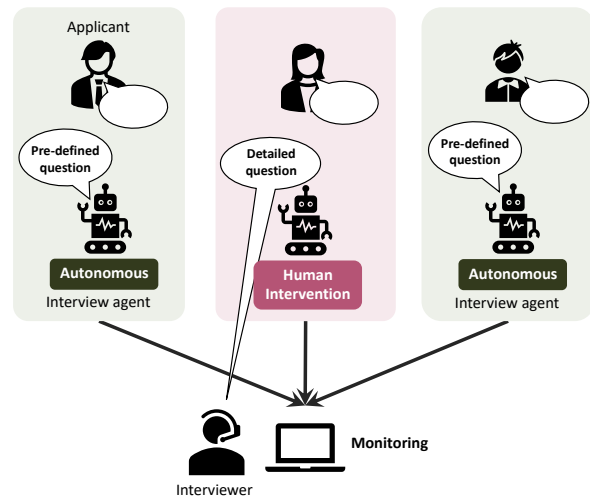 Applicant
Pre-defined
question
Detailed
question
Pre-defined
question
Autonomous
Human
Intervention
Autonomous
Interview agent
Interview agent
Monitoring
Interviewer